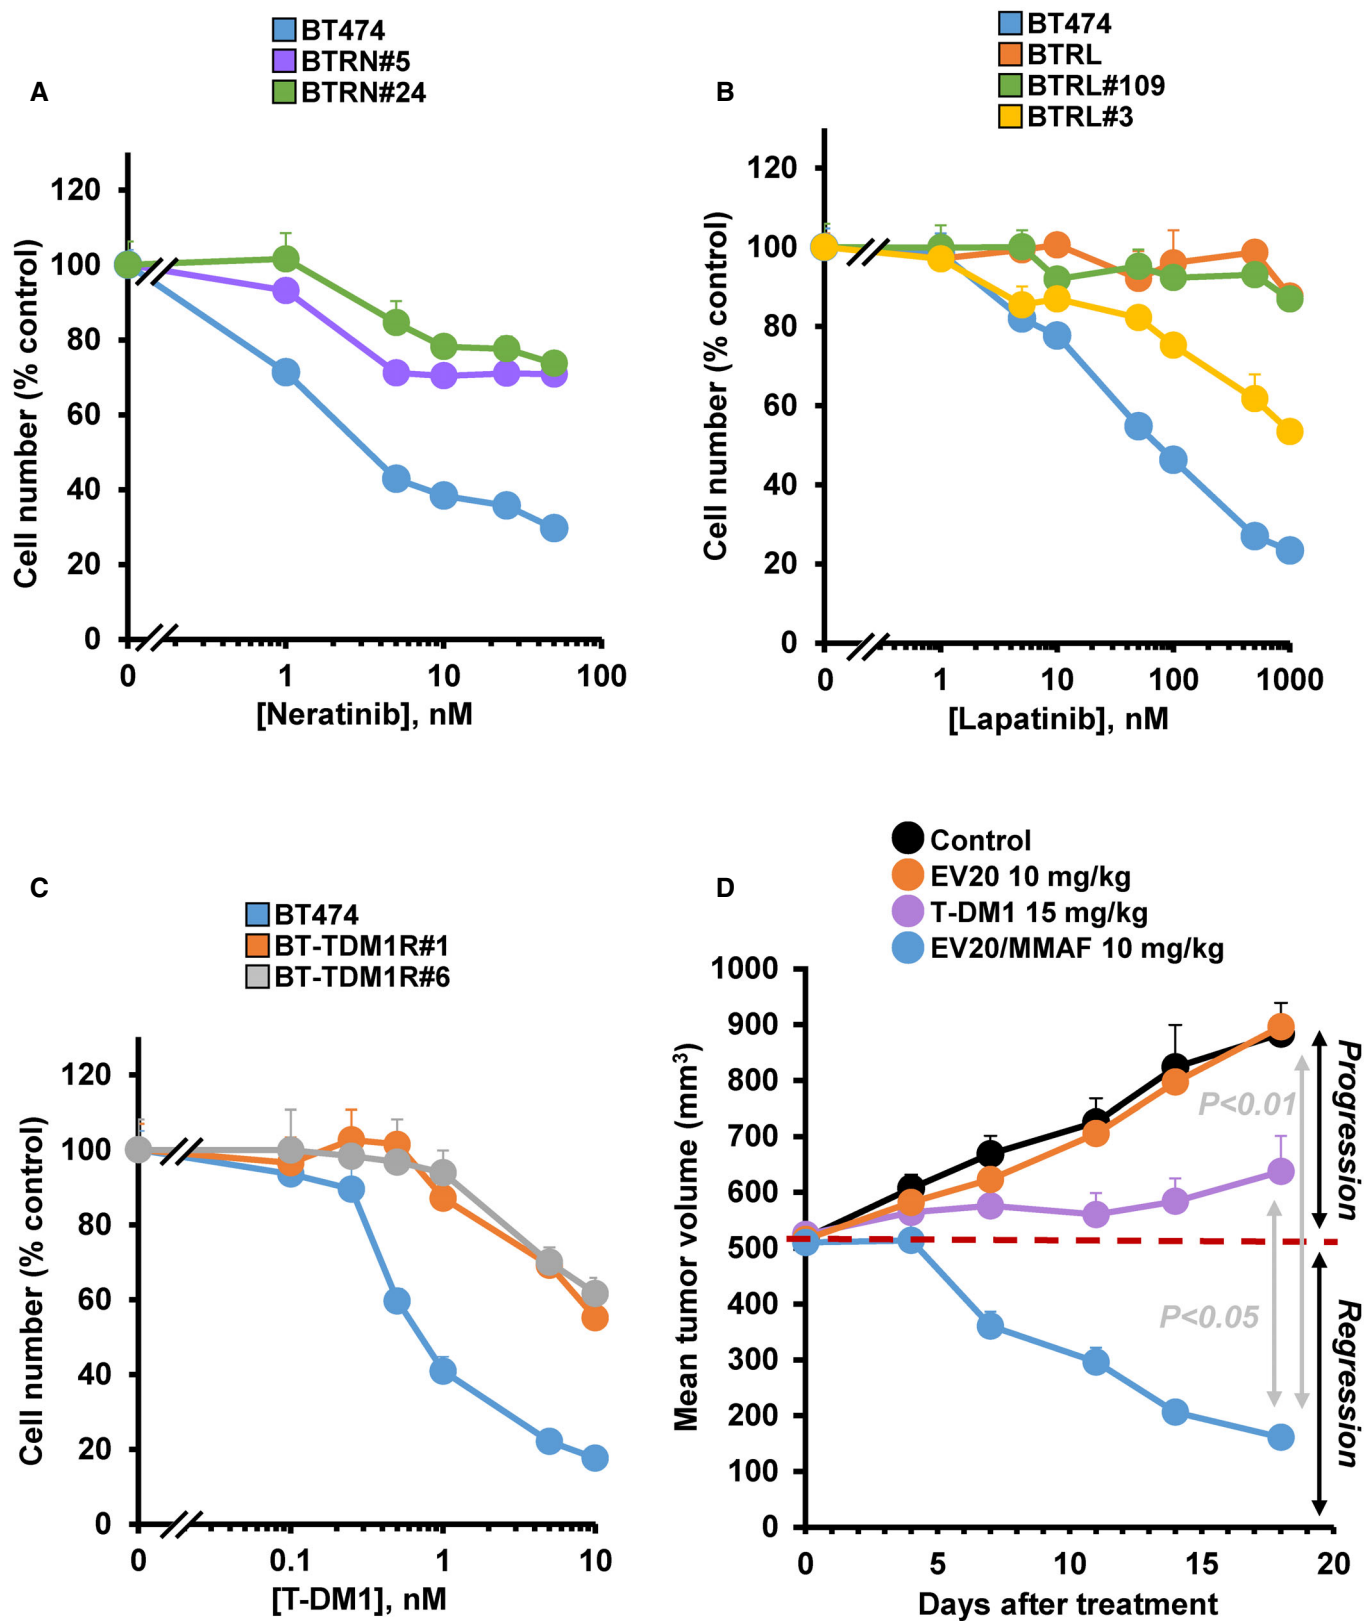 A
BT474
BTRN#5
BTRN#24
Cell number (% control)
120
100
80
60
40
20
0
0 1 10 100
[Neratinib], nM
B
BT474
BTRL
BTRL#109
BTRL#3
Cell number (% control)
120
100
80
60
40
20
0
0 1 10 100 1000
[Lapatinib], nM
C
BT474
BT-TDM1R#1
BT-TDM1R#6
Cell number (% control)
120
100
80
60
40
20
0
0 0.1 1 10
[T-DM1], nM
D
Control
EV20 10 mg/kg
T-DM1 15 mg/kg
EV20/MMAF 10 mg/kg
Mean tumor volume (mm³)
1000
900
800
700
600
500
400
300
200
100
0
P<0.01
P<0.05
Progression
Regression
0 5 10 15 20
Days after treatment